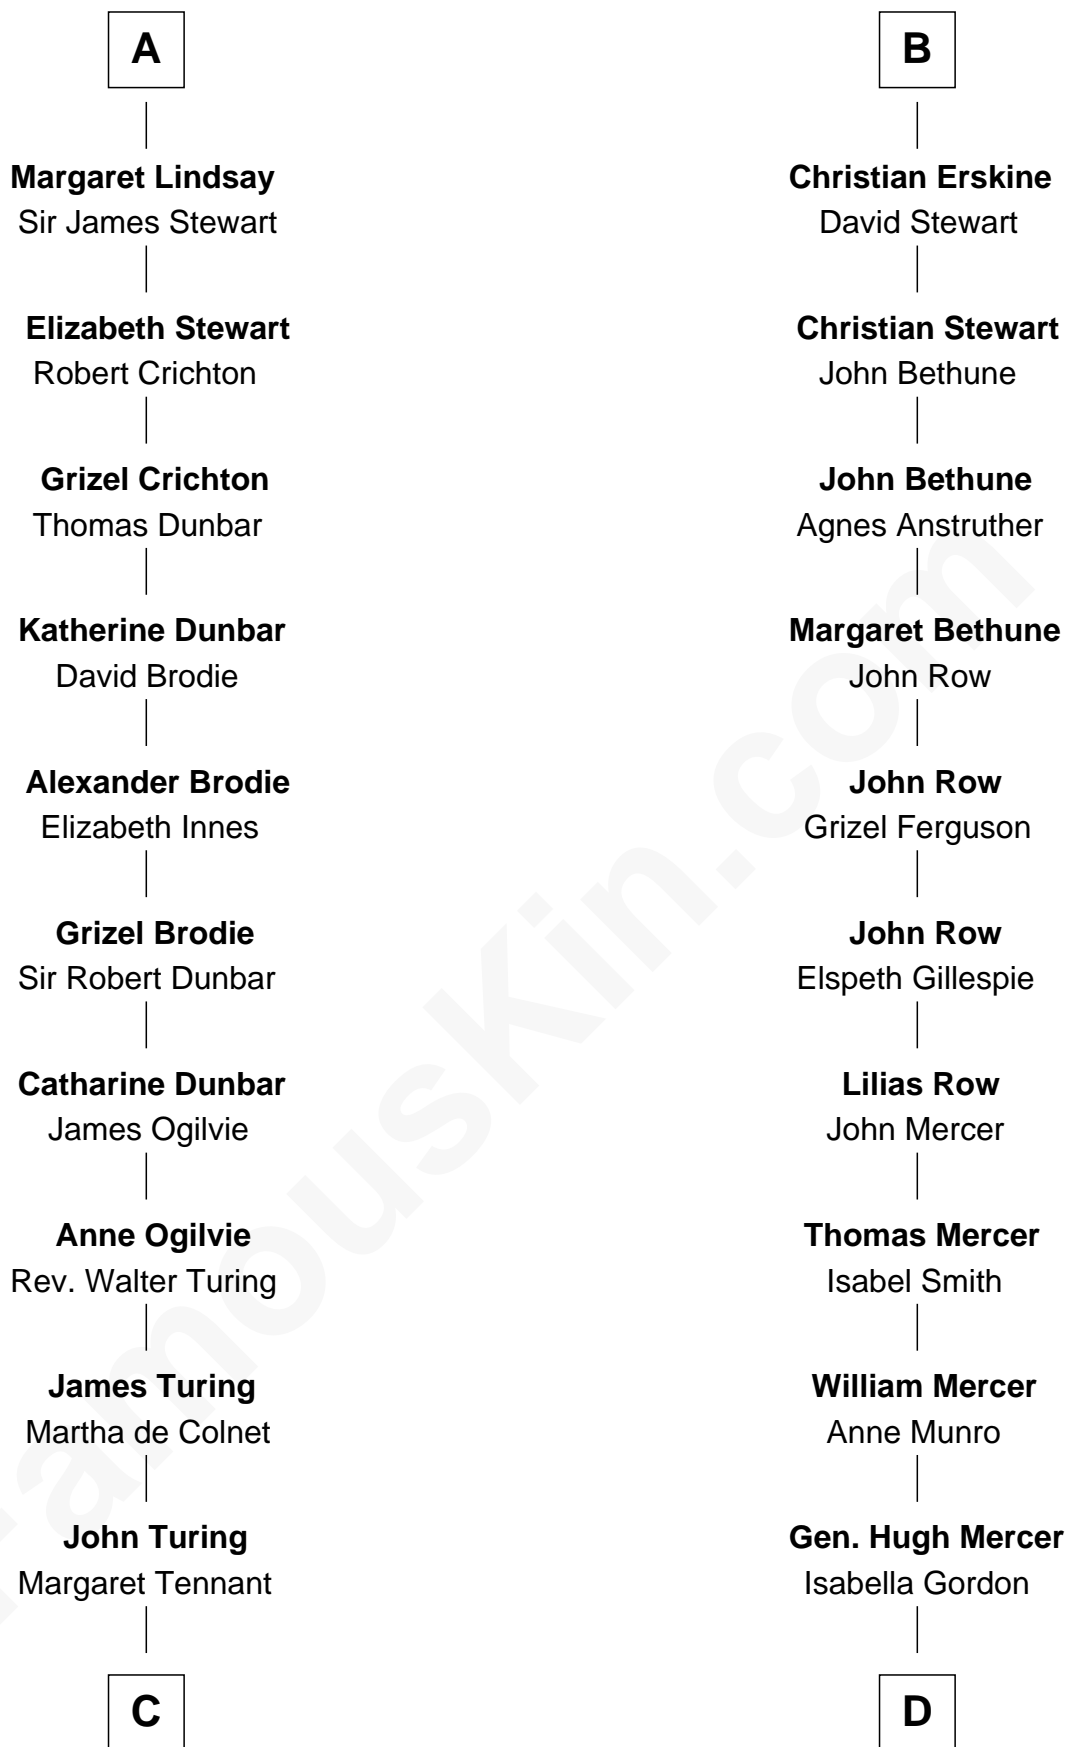 A
Margaret Lindsay
Sir James Stewart
Elizabeth Stewart
Robert Crichton
Grizel Crichton
Thomas Dunbar
Katherine Dunbar
David Brodie
Alexander Brodie
Elizabeth Innes
Grizel Brodie
Sir Robert Dunbar
Catharine Dunbar
James Ogilvie
Anne Ogilvie
Rev. Walter Turing
James Turing
Martha de Colnet
John Turing
Margaret Tennant
C
B
Christian Erskine
David Stewart
Christian Stewart
John Bethune
John Bethune
Agnes Anstruther
Margaret Bethune
John Row
John Row
Grizel Ferguson
John Row
Elspeth Gillespie
Lilias Row
John Mercer
Thomas Mercer
Isabel Smith
William Mercer
Anne Munro
Gen. Hugh Mercer
Isabella Gordon
D
FamousKin.com